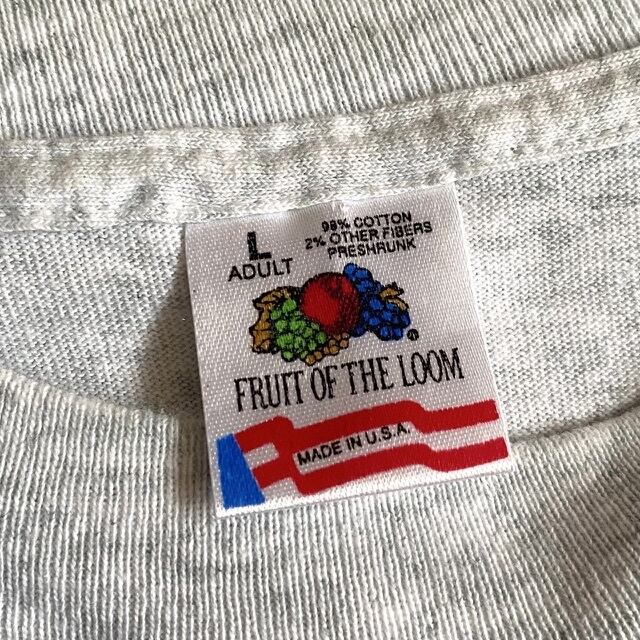 L
ADULT
98% COTTON
2% OTHER FIBERS
PRESHRUNK
®
FRUIT OF THE LOOM
MADE IN U.S.A.